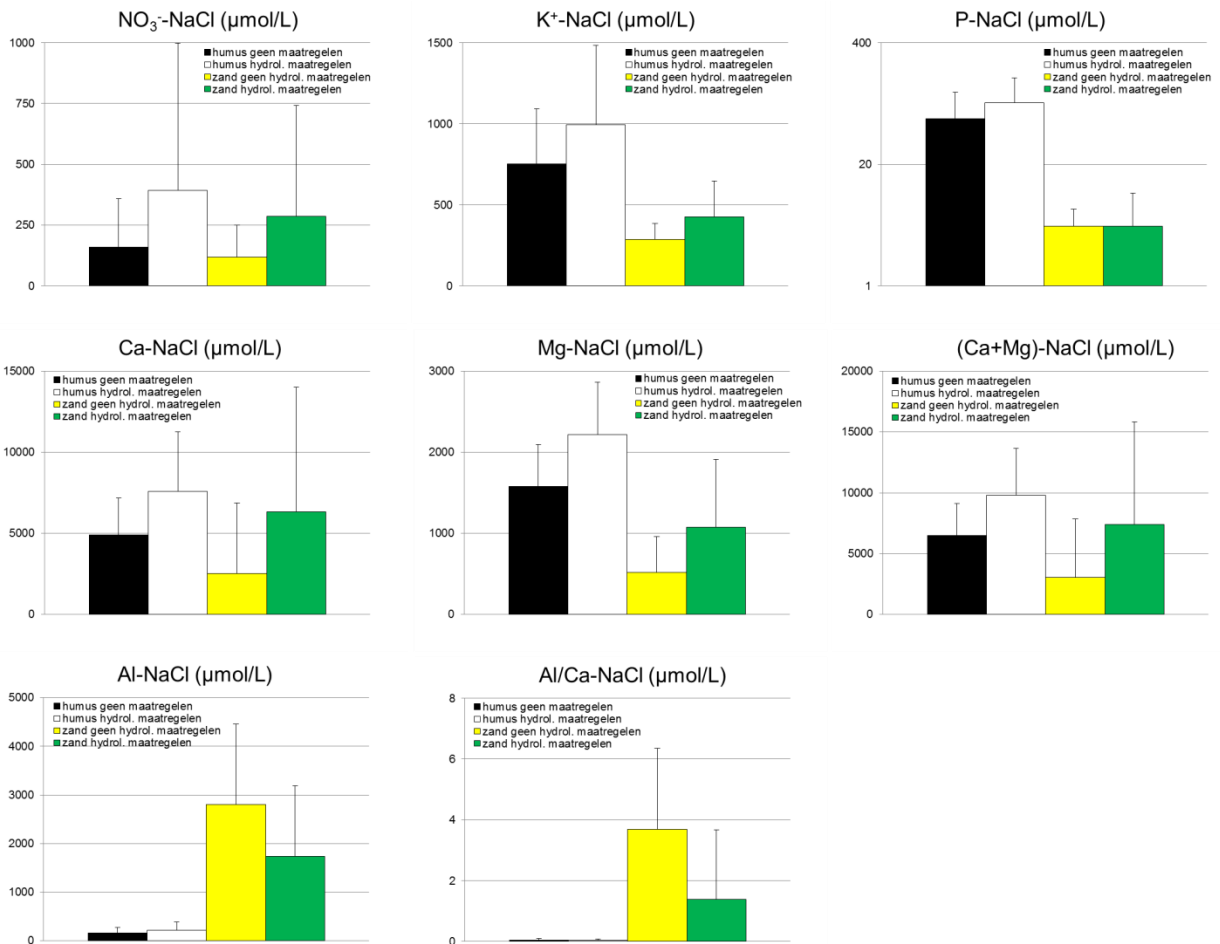 NO₃⁻-NaCl (µmol/L)
1000
750
500
250
0
humus geen maatregelen
humus hydrol. maatregelen
zand geen hydrol. maatregelen
zand hydrol. maatregelen
K⁺-NaCl (µmol/L)
1500
1000
500
0
humus geen maatregelen
humus hydrol. maatregelen
zand geen hydrol. maatregelen
zand hydrol. maatregelen
P-NaCl (µmol/L)
400
20
1
humus geen maatregelen
humus hydrol. maatregelen
zand geen hydrol. maatregelen
zand hydrol. maatregelen
Ca-NaCl (µmol/L)
15000
10000
5000
0
humus geen maatregelen
humus hydrol. maatregelen
zand geen hydrol. maatregelen
zand hydrol. maatregelen
Mg-NaCl (µmol/L)
3000
2000
1000
0
humus geen maatregelen
humus hydrol. maatregelen
zand geen hydrol. maatregelen
zand hydrol. maatregelen
(Ca+Mg)-NaCl (µmol/L)
20000
15000
10000
5000
0
humus geen maatregelen
humus hydrol. maatregelen
zand geen hydrol. maatregelen
zand hydrol. maatregelen
Al-NaCl (µmol/L)
5000
4000
3000
2000
1000
0
humus geen maatregelen
humus hydrol. maatregelen
zand geen hydrol. maatregelen
zand hydrol. maatregelen
Al/Ca-NaCl (µmol/L)
8
6
4
2
0
humus geen maatregelen
humus hydrol. maatregelen
zand geen hydrol. maatregelen
zand hydrol. maatregelen